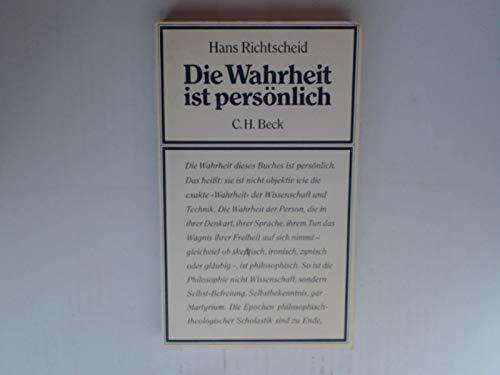 Hans Richtscheid
Die Wahrheit
ist persönlich
C. H. Beck
Die Wahrheit dieses Buches ist persönlich.
Das heißt: sie ist nicht objektiv wie die
exakte «Wahrheit» der Wissenschaft und
Technik. Die Wahrheit der Person, die in
ihrer Denkart, ihrer Sprache, ihrem Tun das
Wagnis ihrer Freiheit auf sich nimmt –
gleichviel ob skeptisch, ironisch, zynisch
oder gläubig –, ist philosophisch. So ist die
Philosophie nicht Wissenschaft, sondern
Selbst-Befreiung, Selbstbekenntnis, gar
Martyrium. Die Epochen philosophisch-
theologischer Scholastik sind zu Ende,